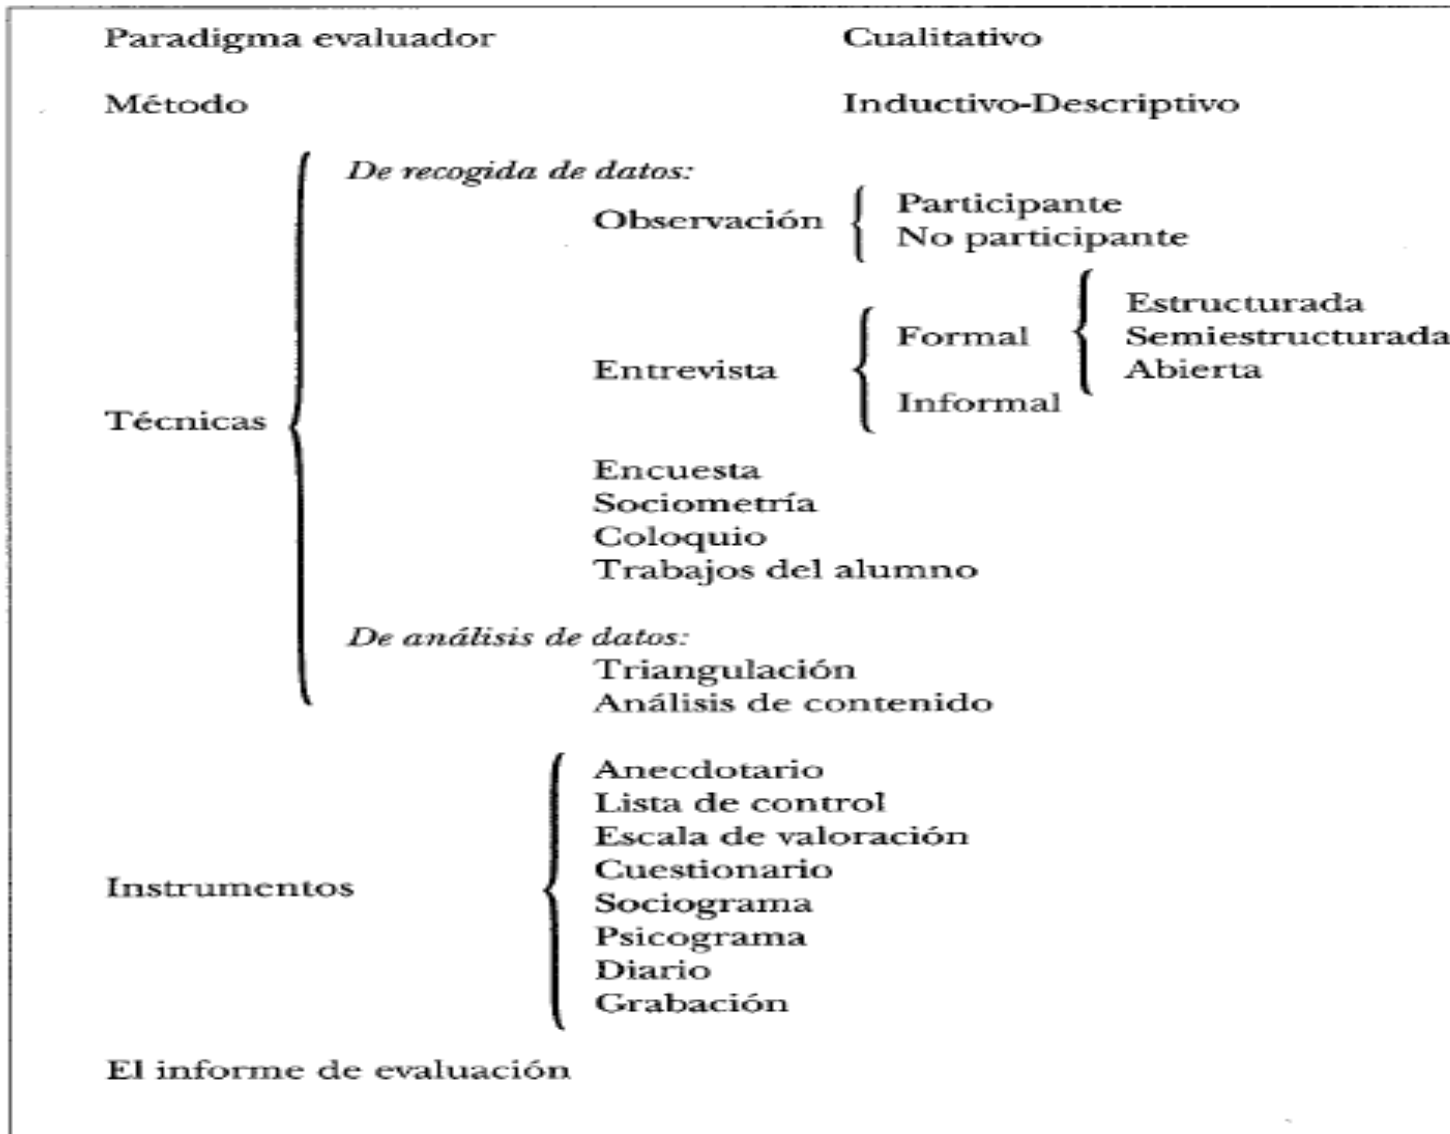 Paradigma evaluador Cualitativo
Método Inductivo-Descriptivo
De recogida de datos:
Observación Participante
No participante
Estructurada
Formal Semiestructurada
Entrevista Abierta
Informal
Técnicas
Encuesta
Sociometría
Coloquio
Trabajos del alumno
De análisis de datos:
Triangulación
Análisis de contenido
Anecdotario
Lista de control
Escala de valoración
Cuestionario
Instrumentos
Sociograma
Psicograma
Diario
Grabación
El informe de evaluación